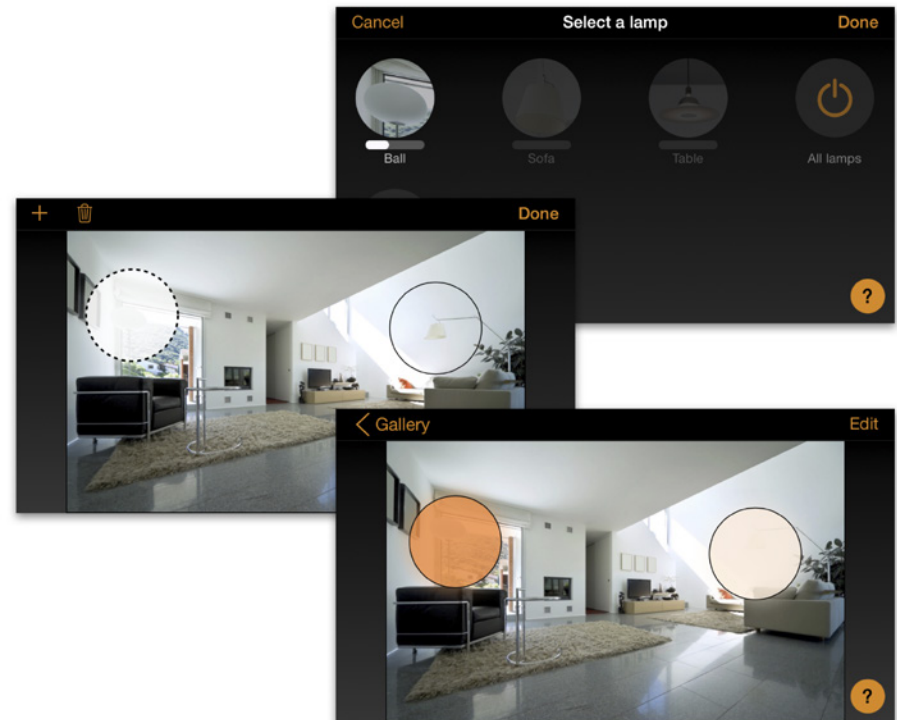 Cancel Select a lamp Done
Ball Sofa Table All lamps
?
+ Done
Gallery Edit
?